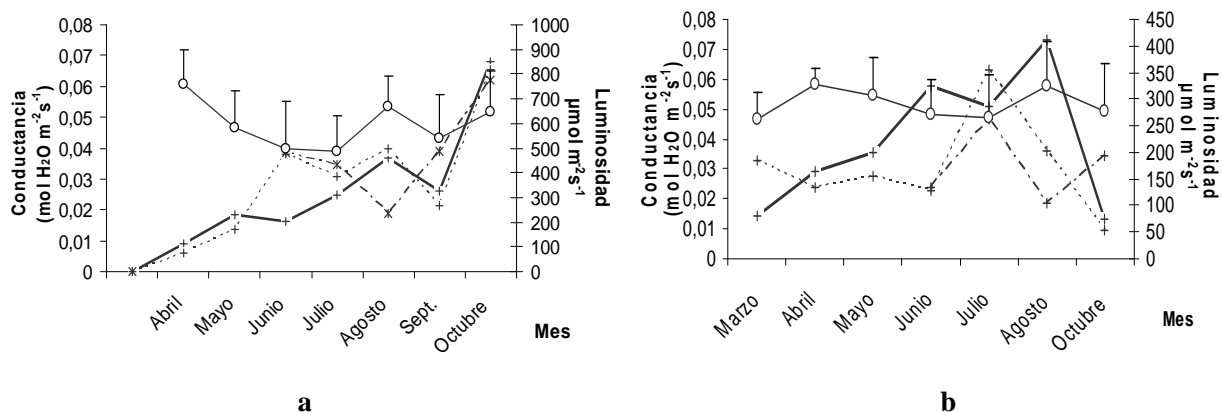 Conductancia
(mol H₂O m⁻²s⁻¹)
0,08
0,07
0,06
0,05
0,04
0,03
0,02
0,01
0
1000
900
800
700
600
500
400
300
200
100
0
Luminosidad
µmol m⁻²s⁻¹
Abril
Mayo
Junio
Julio
Agosto
Sept.
Octubre
Mes
a
Conductancia
(mol H₂O m⁻²s⁻¹)
0,08
0,07
0,06
0,05
0,04
0,03
0,02
0,01
0
450
400
350
300
250
200
150
100
50
0
Luminosidad
µmol m⁻²s⁻¹
Marzo
Abril
Mayo
Junio
Julio
Agosto
Octubre
Mes
b